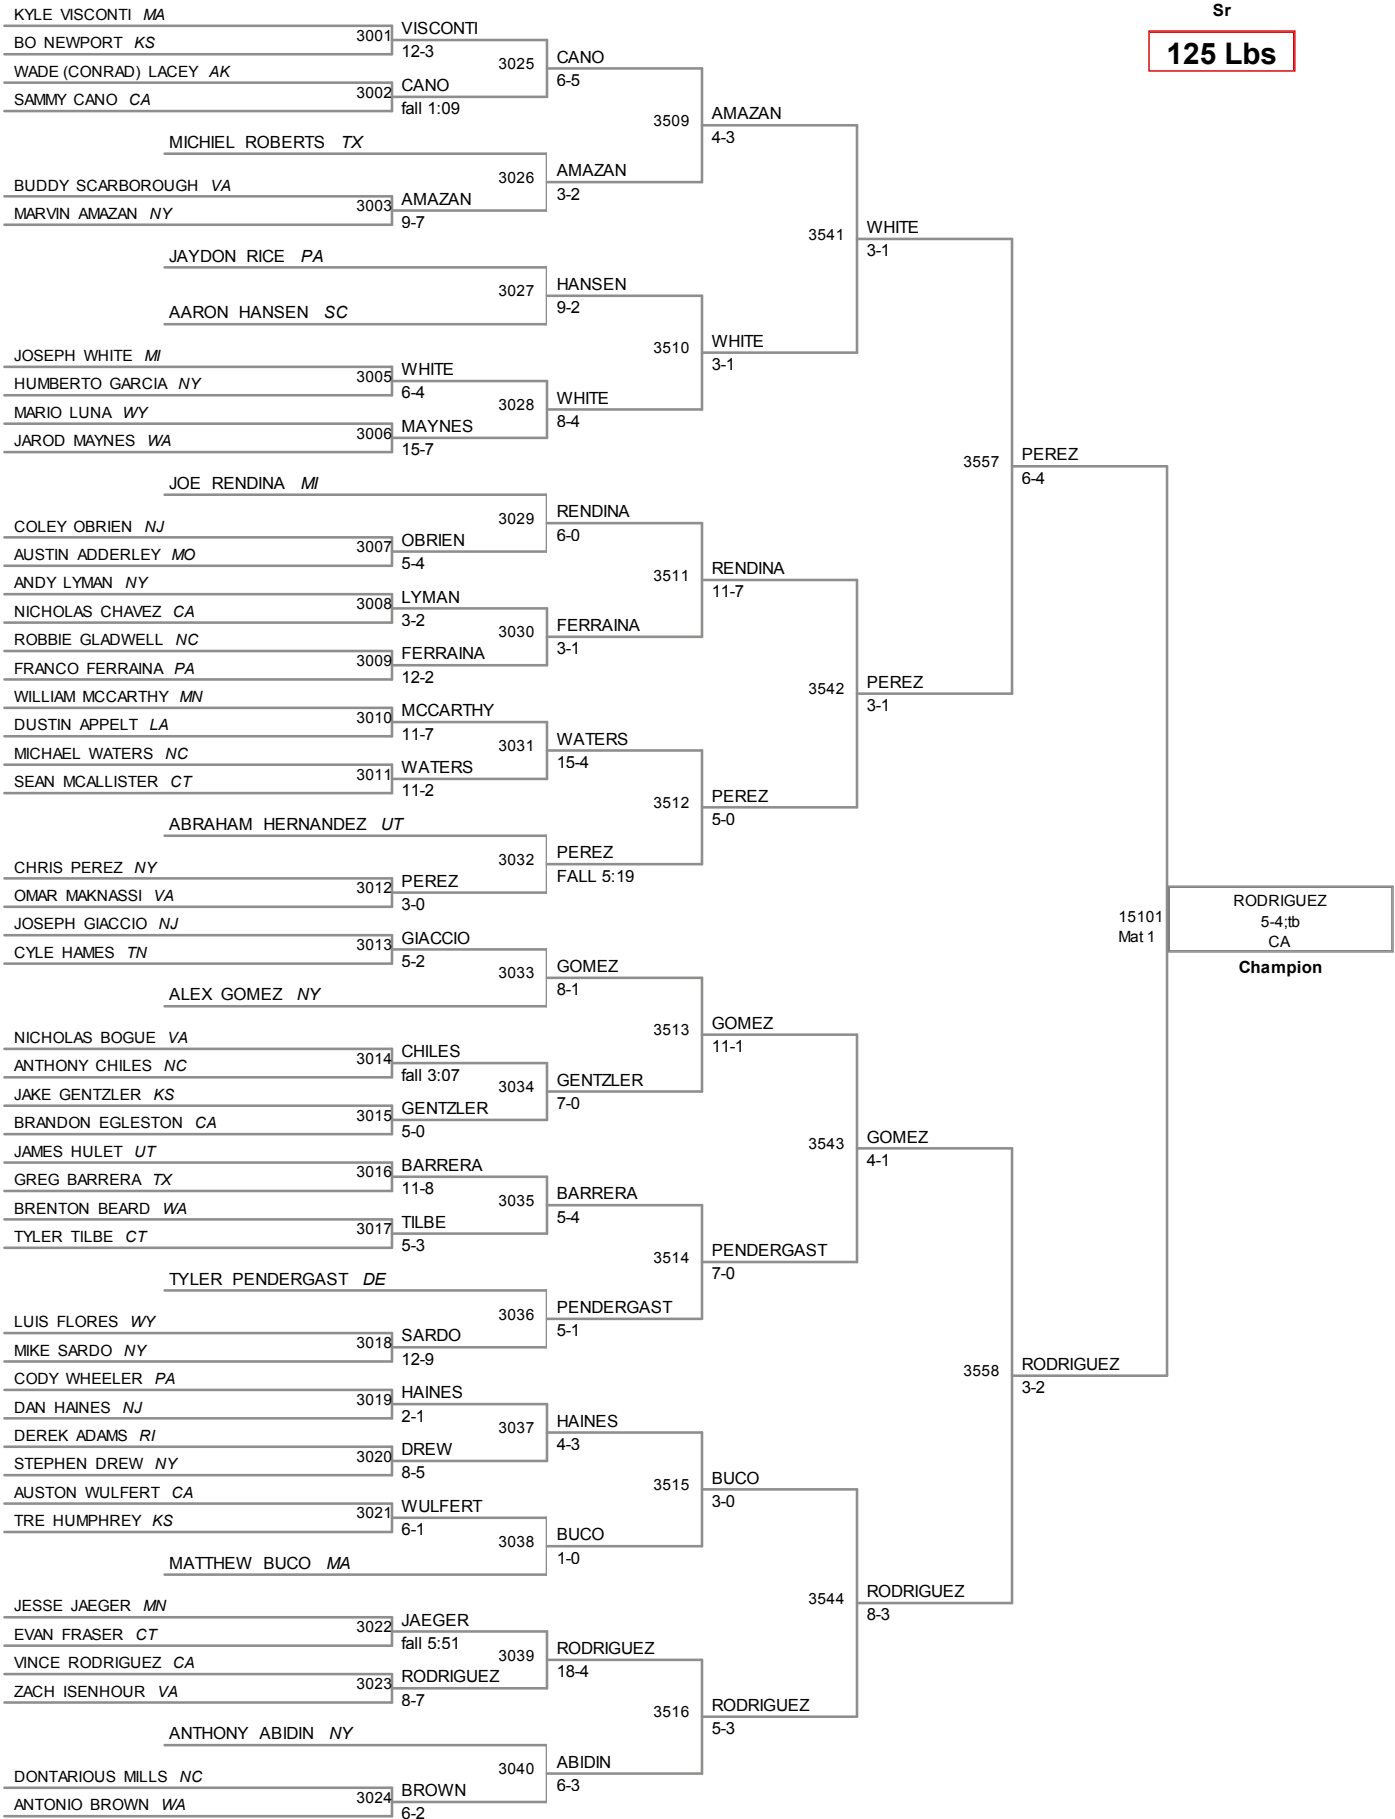 Sr
125 Lbs
KYLE VISCONTI MA
BO NEWPORT KS
3001
VISCONTI
12-3
WADE (CONRAD) LACEY AK
SAMMY CANO CA
3002
CANO
fall 1:09
3025
CANO
6-5
MICHIEL ROBERTS TX
BUDDY SCARBOROUGH VA
MARVIN AMAZAN NY
3003
AMAZAN
9-7
3026
AMAZAN
3-2
3509
AMAZAN
4-3
JAYDON RICE PA
AARON HANSEN SC
3027
HANSEN
9-2
JOSEPH WHITE MI
HUMBERTO GARCIA NY
3005
WHITE
6-4
MARIO LUNA WY
JAROD MAYNES WA
3006
MAYNES
15-7
3028
WHITE
8-4
3510
WHITE
3-1
3541
WHITE
3-1
JOE RENDINA MI
COLEY OBRIEN NJ
AUSTIN ADDERLEY MO
3007
OBRIEN
5-4
3029
RENDINA
6-0
ANDY LYMAN NY
NICHOLAS CHAVEZ CA
3008
LYMAN
3-2
ROBBIE GLADWELL NC
FRANCO FERRAINA PA
3009
FERRAINA
12-2
3030
FERRAINA
3-1
3511
RENDINA
11-7
WILLIAM MCCARTHY MN
DUSTIN APPELT LA
3010
MCCARTHY
11-7
MICHAEL WATERS NC
SEAN MCALLISTER CT
3011
WATERS
11-2
3031
WATERS
15-4
ABRAHAM HERNANDEZ UT
CHRIS PEREZ NY
OMAR MAKNASSI VA
3012
PEREZ
3-0
3032
PEREZ
FALL 5:19
3512
PEREZ
5-0
3542
PEREZ
3-1
3557
PEREZ
6-4
JOSEPH GIACCIO NJ
CYLE HAMES TN
3013
GIACCIO
5-2
ALEX GOMEZ NY
3033
GOMEZ
8-1
NICHOLAS BOGUE VA
ANTHONY CHILES NC
3014
CHILES
fall 3:07
JAKE GENTZLER KS
BRANDON EGLESTON CA
3015
GENTZLER
5-0
3034
GENTZLER
7-0
3513
GOMEZ
11-1
JAMES HULET UT
GREG BARRERA TX
3016
BARRERA
11-8
BRENTON BEARD WA
TYLER TILBE CT
3017
TILBE
5-3
3035
BARRERA
5-4
TYLER PENDERGAST DE
LUIS FLORES WY
MIKE SARDO NY
3018
SARDO
12-9
3036
PENDERGAST
5-1
3514
PENDERGAST
7-0
3543
GOMEZ
4-1
CODY WHEELER PA
DAN HAINES NJ
3019
HAINES
2-1
DEREK ADAMS RI
STEPHEN DREW NY
3020
DREW
8-5
3037
HAINES
4-3
AUSTON WULFERT CA
TRE HUMPHREY KS
3021
WULFERT
6-1
MATTHEW BUCO MA
3038
BUCO
1-0
3515
BUCO
3-0
JESSE JAEGER MN
EVAN FRASER CT
3022
JAEGER
fall 5:51
VINCE RODRIGUEZ CA
ZACH ISENHOUR VA
3023
RODRIGUEZ
8-7
3039
RODRIGUEZ
18-4
ANTHONY ABIDIN NY
DONTARIOUS MILLS NC
ANTONIO BROWN WA
3024
BROWN
6-2
3040
ABIDIN
6-3
3516
RODRIGUEZ
5-3
3544
RODRIGUEZ
8-3
3558
RODRIGUEZ
3-2
15101
Mat 1
RODRIGUEZ
5-4;tb
CA
Champion